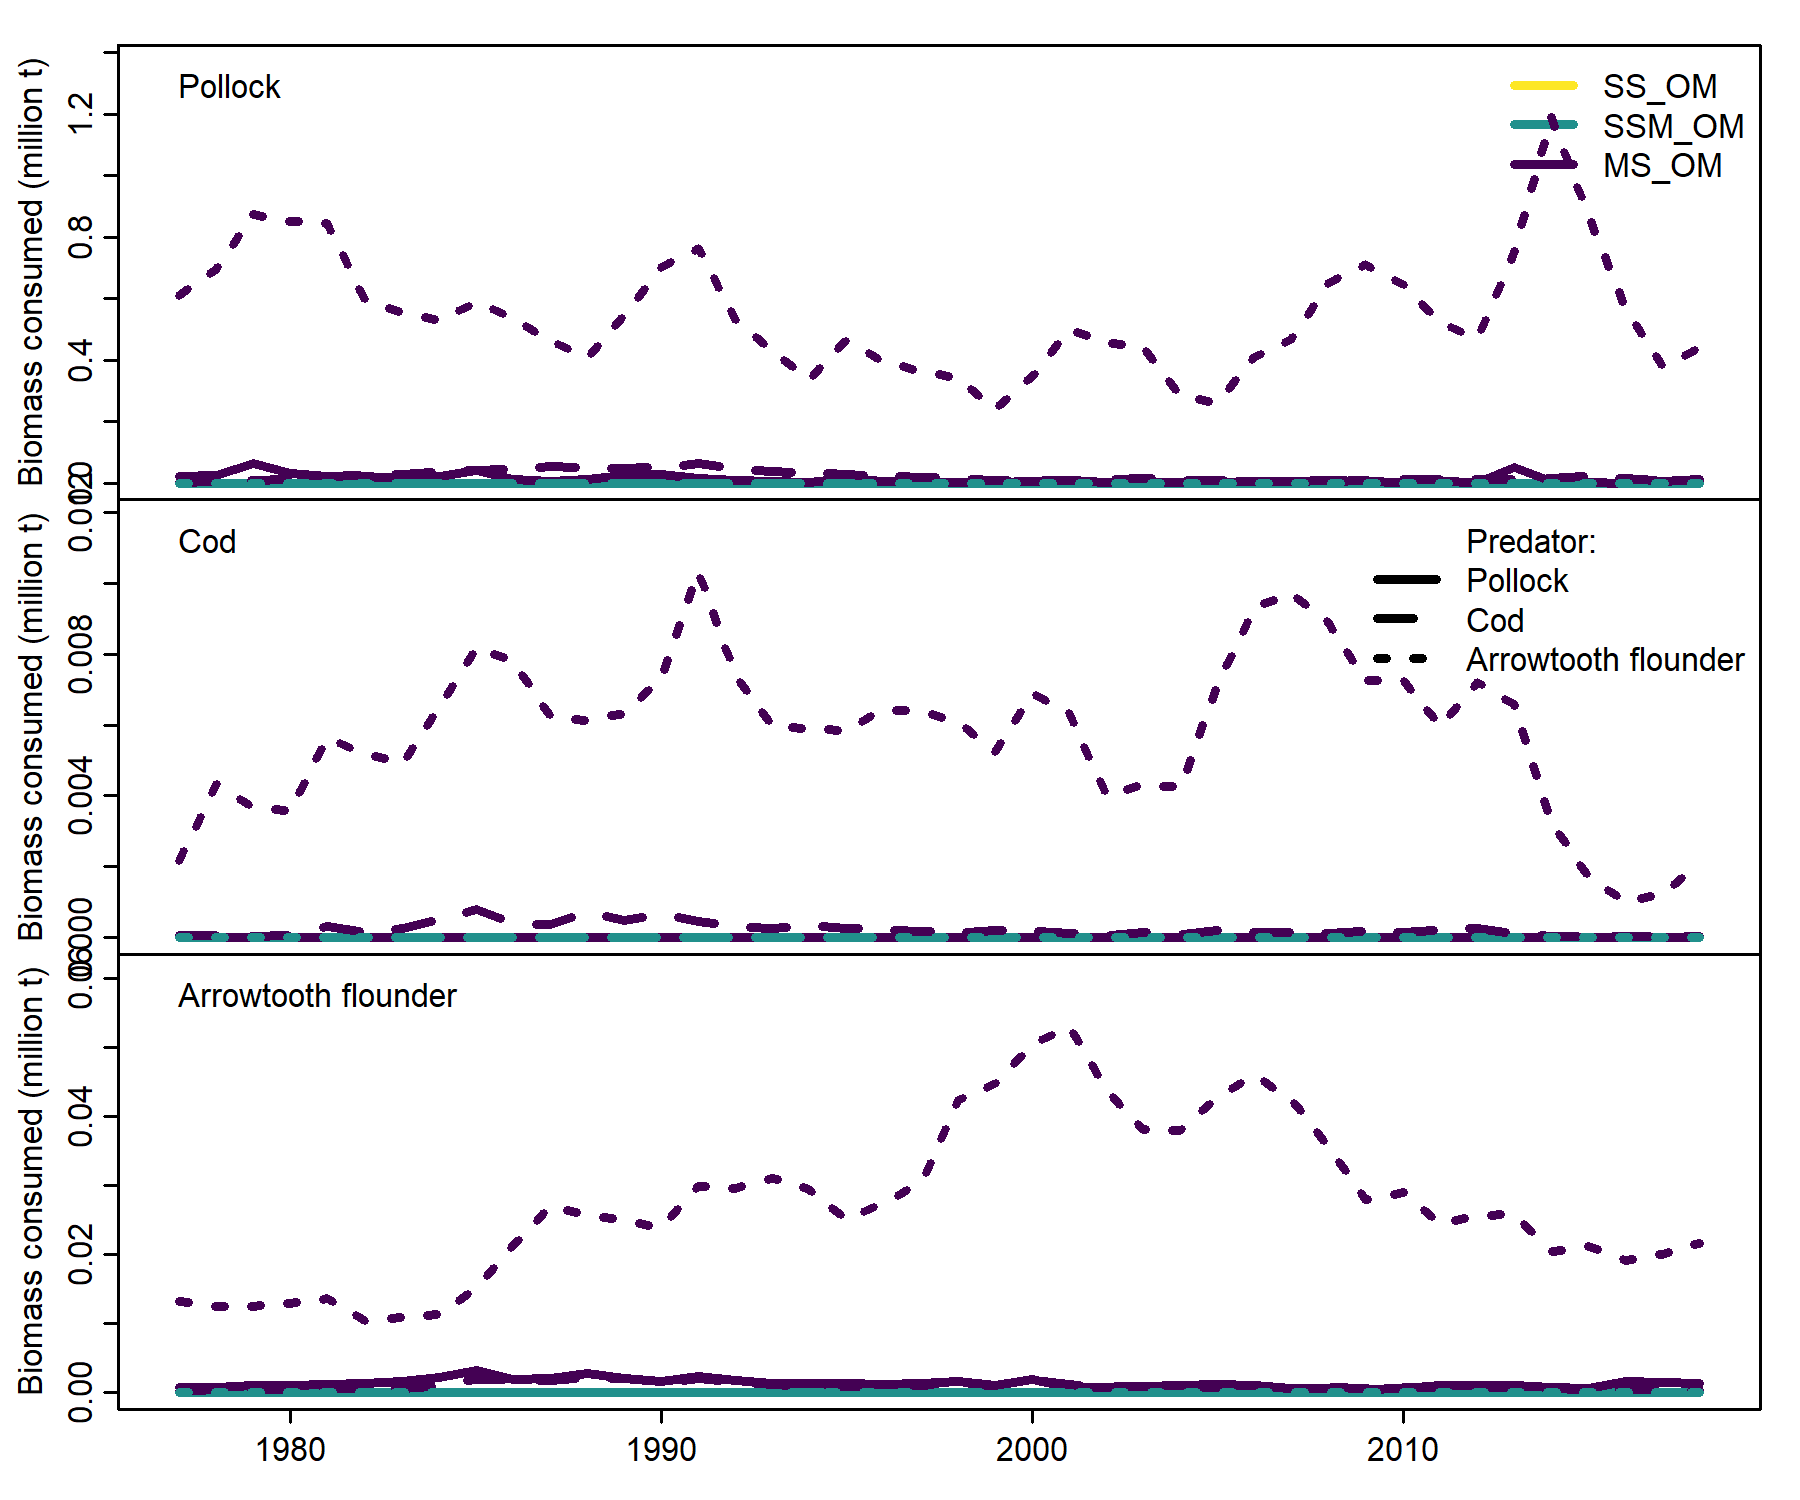 Biomass consumed (million t)
Pollock
1.2
0.8
0.4
SS_OM
SSM_OM
MS_OM
Biomass consumed (million t)
Cod
0.008
0.004
0.000
Predator:
Pollock
Cod
Arrowtooth flounder
Biomass consumed (million t)
Arrowtooth flounder
0.04
0.02
0.00
1980
1990
2000
2010